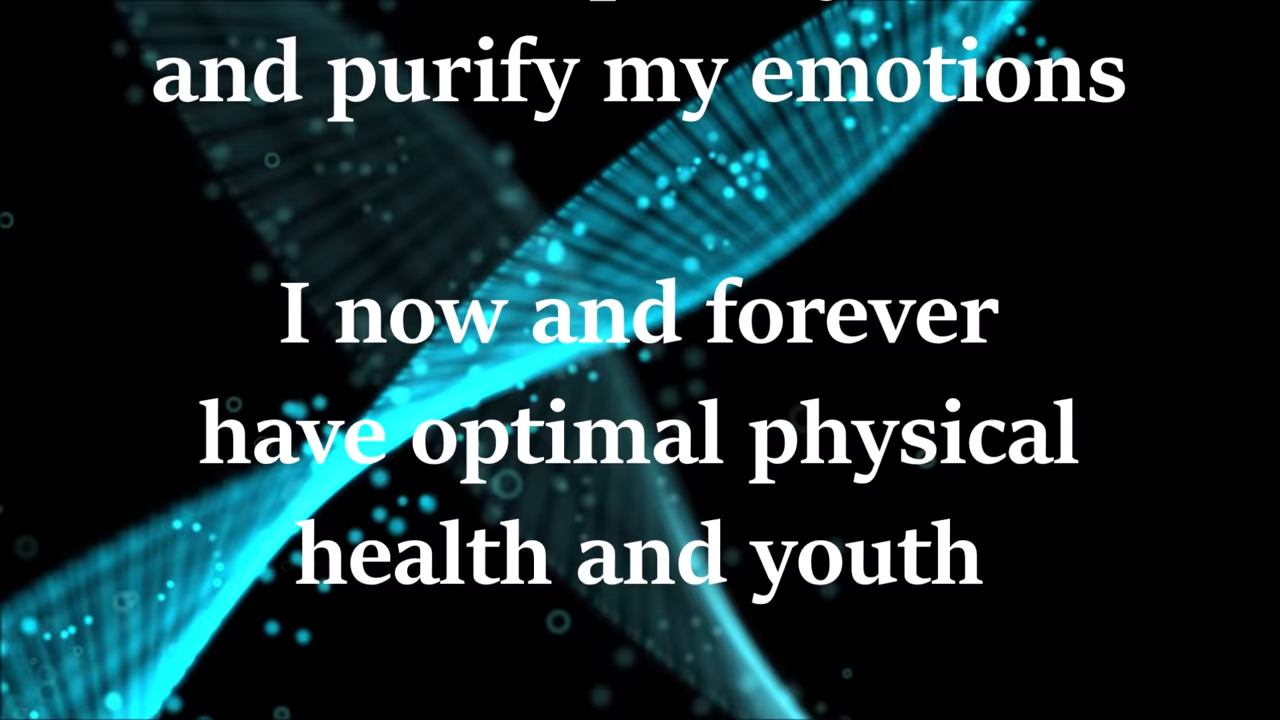 and purify my emotions
I now and forever
have optimal physical
health and youth